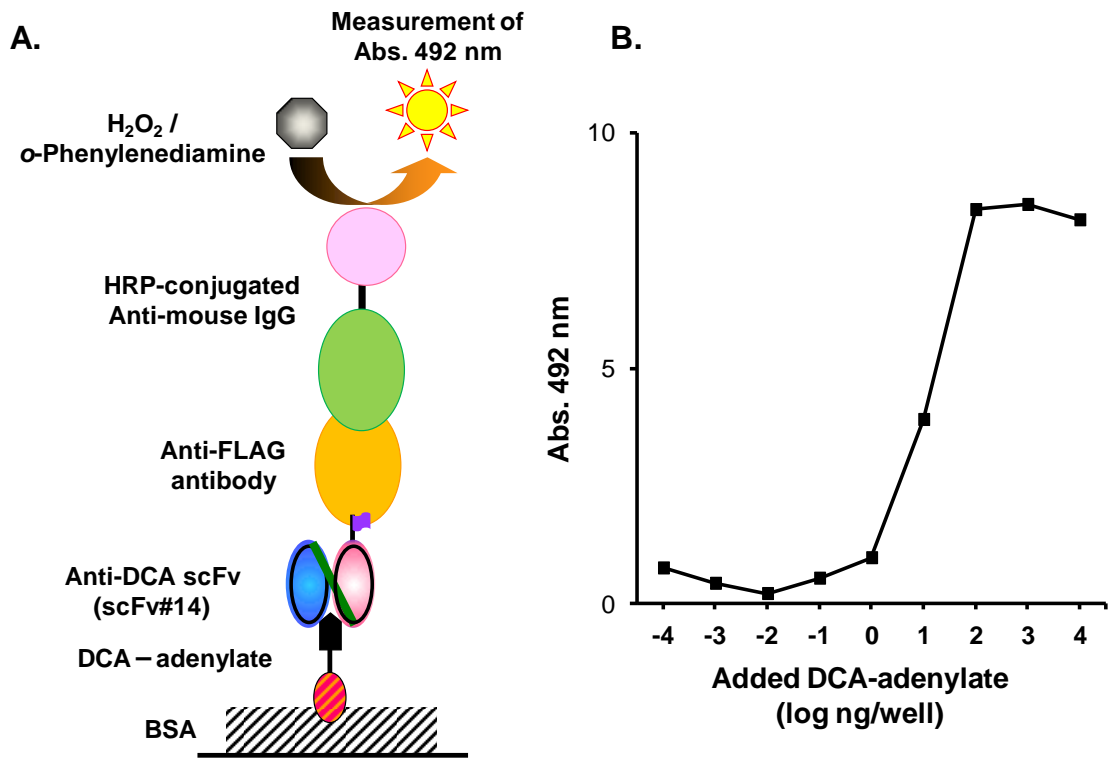 A.
Measurement of
Abs. 492 nm
H₂O₂ /
o-Phenylenediamine
HRP-conjugated
Anti-mouse IgG
Anti-FLAG
antibody
Anti-DCA scFv
(scFv#14)
DCA – adenylate
BSA
B.
Abs. 492 nm
10
5
0
-4 -3 -2 -1 0 1 2 3 4
Added DCA-adenylate
(log ng/well)